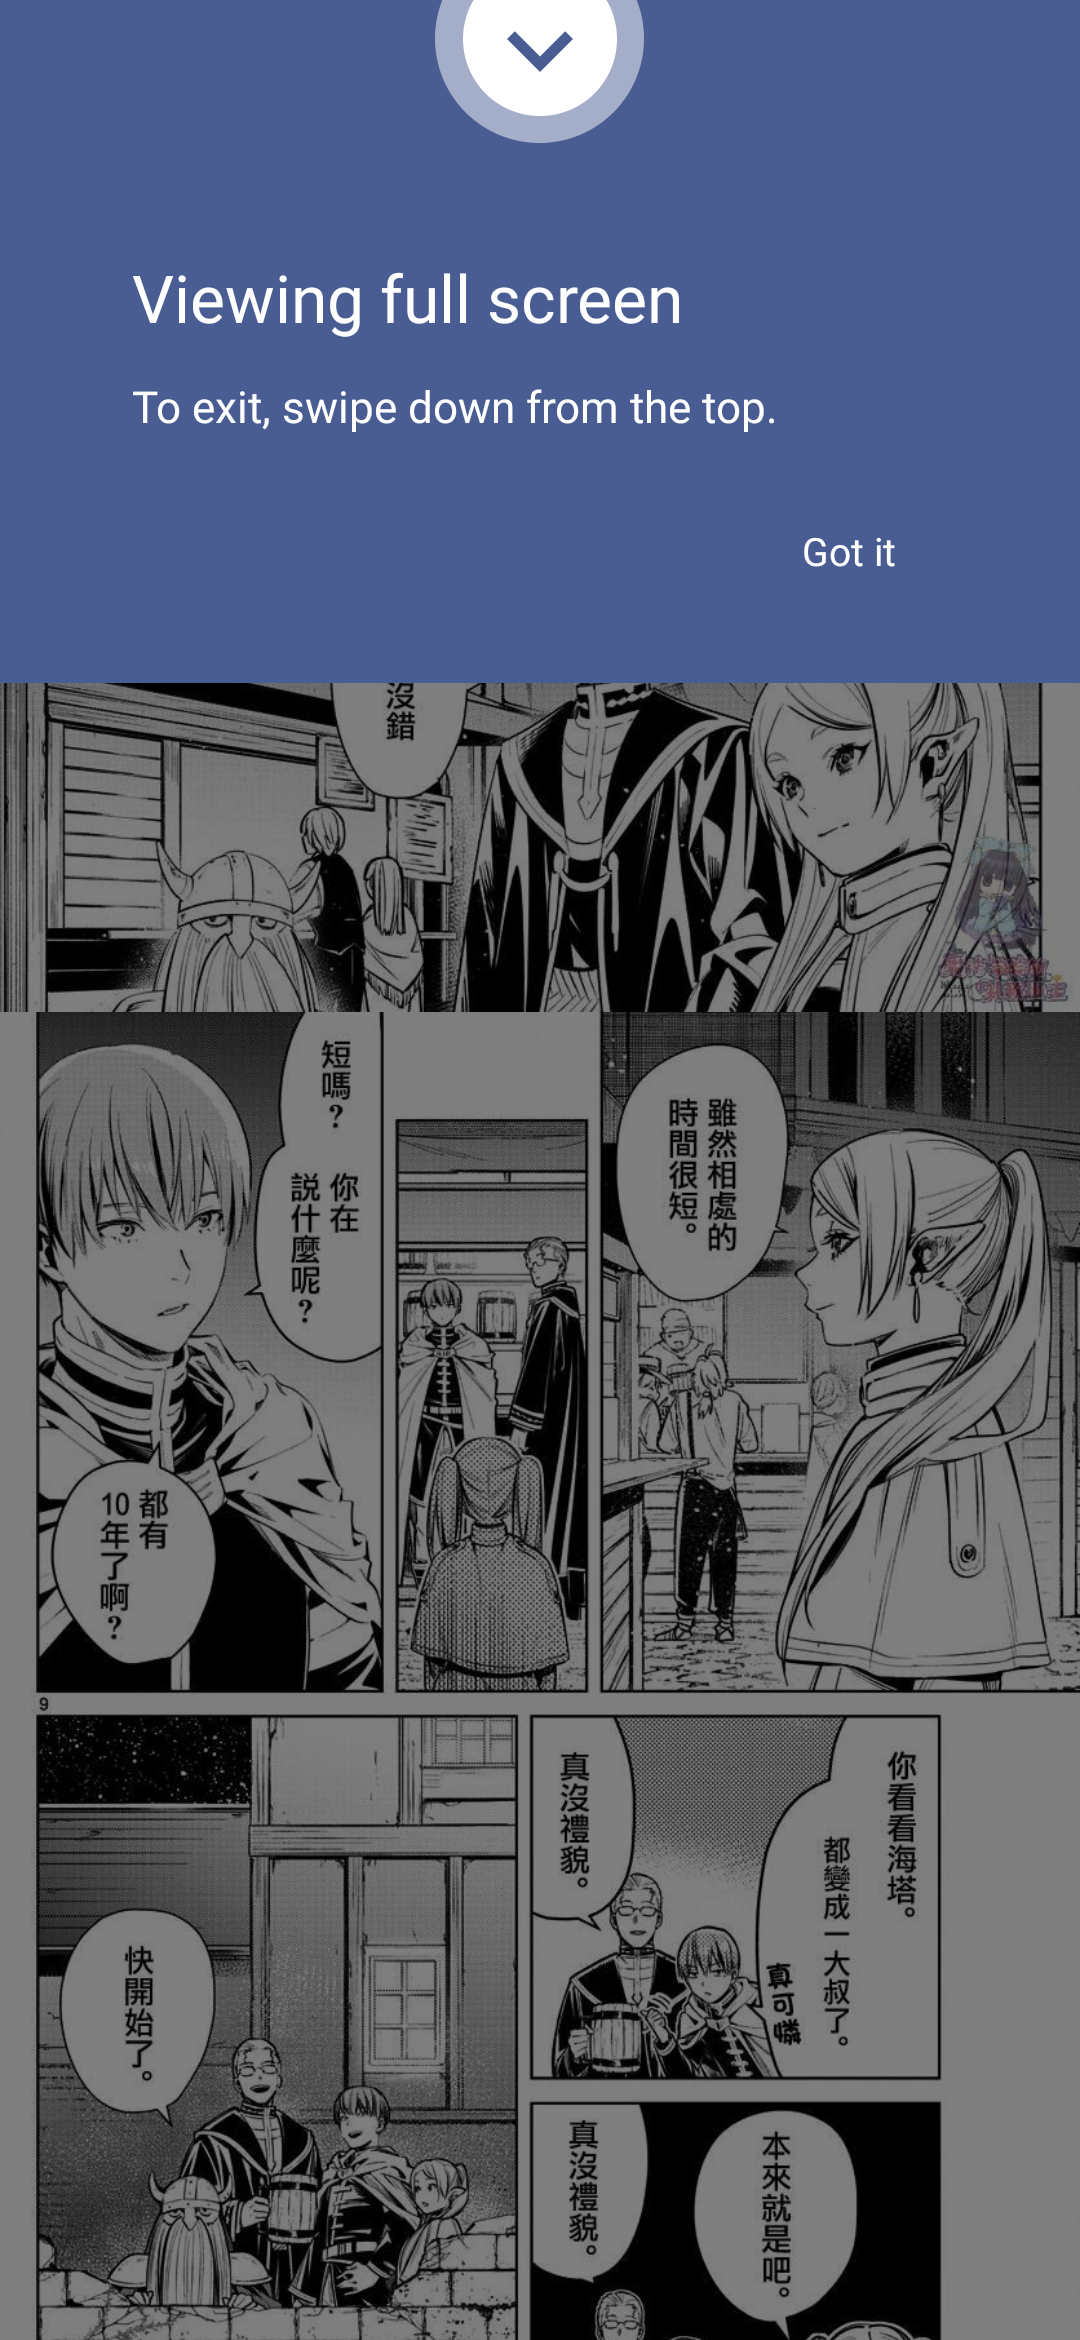 Viewing full screen
To exit, swipe down from the top.
Got it
沒錯
雖然相處的
時間很短。
短嗎？
你在
説什麼呢？
都有
10年了啊？
9
你看看海塔。
都變成一大叔了。
真可憐
真沒禮貌。
本來就是吧。
真沒禮貌。
快開始了。